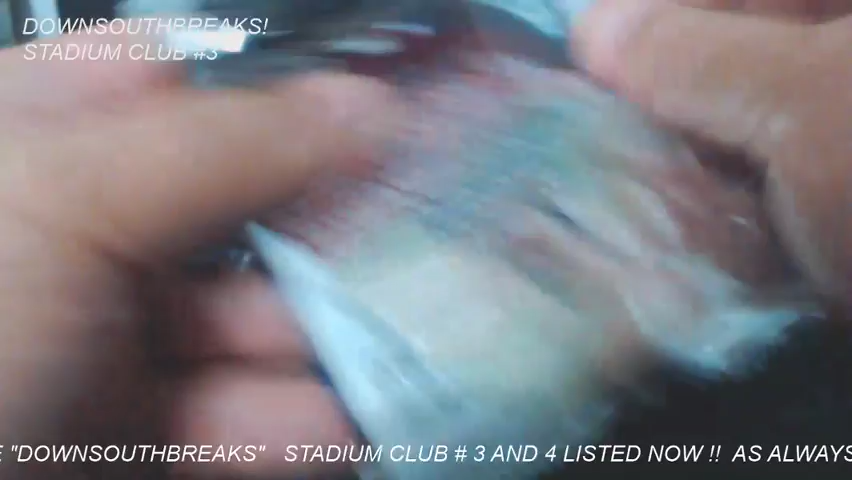 DOWNSOUTHBREAKS!
STADIUM CLUB #3
"DOWNSOUTHBREAKS" STADIUM CLUB # 3 AND 4 LISTED NOW !! AS ALWAYS